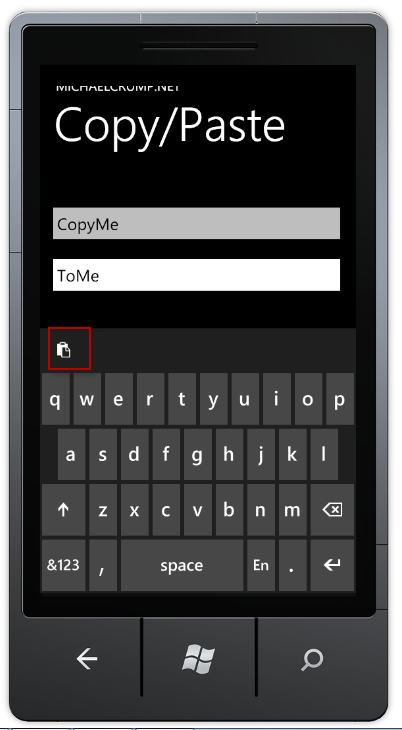 MICHAELCRUMP.NET
Copy/Paste
CopyMe
ToMe
q w e r t y u i o p
a s d f g h j k l
z x c v b n m
&123 , space En .